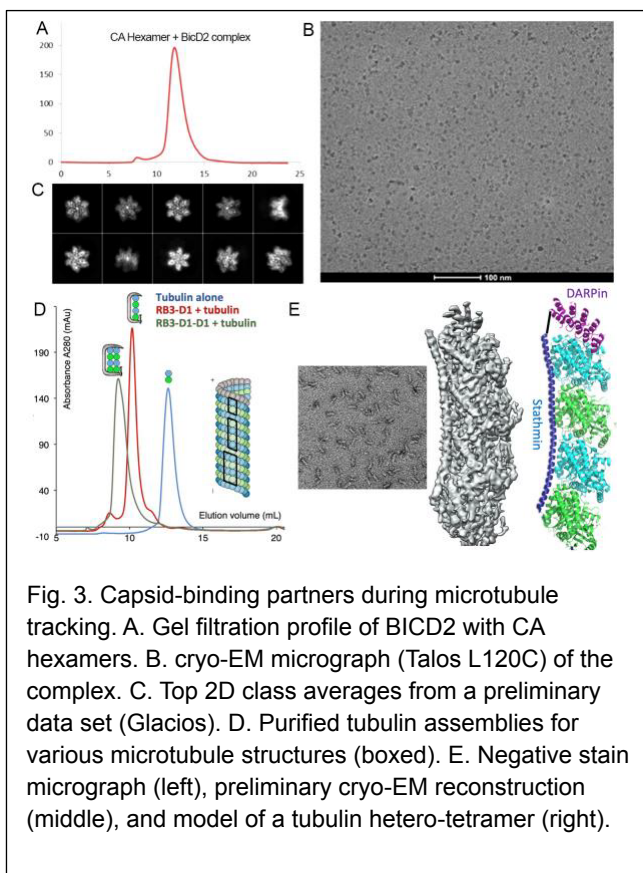 A
CA Hexamer + BicD2 complex
200
150
100
50
0
0 5 10 15 20 25
B
100 nm
C
D
Tubulin alone
RB3-D1 + tubulin
RB3-D1-D1 + tubulin
Absorbance A280 (mAu)
190
140
90
40
-10
5 10 15 20
Elution volume (mL)
E
DARPin
Stathmin
Fig. 3. Capsid-binding partners during microtubule
tracking. A. Gel filtration profile of BICD2 with CA
hexamers. B. cryo-EM micrograph (Talos L120C) of the
complex. C. Top 2D class averages from a preliminary
data set (Glacios). D. Purified tubulin assemblies for
various microtubule structures (boxed). E. Negative stain
micrograph (left), preliminary cryo-EM reconstruction
(middle), and model of a tubulin hetero-tetramer (right).